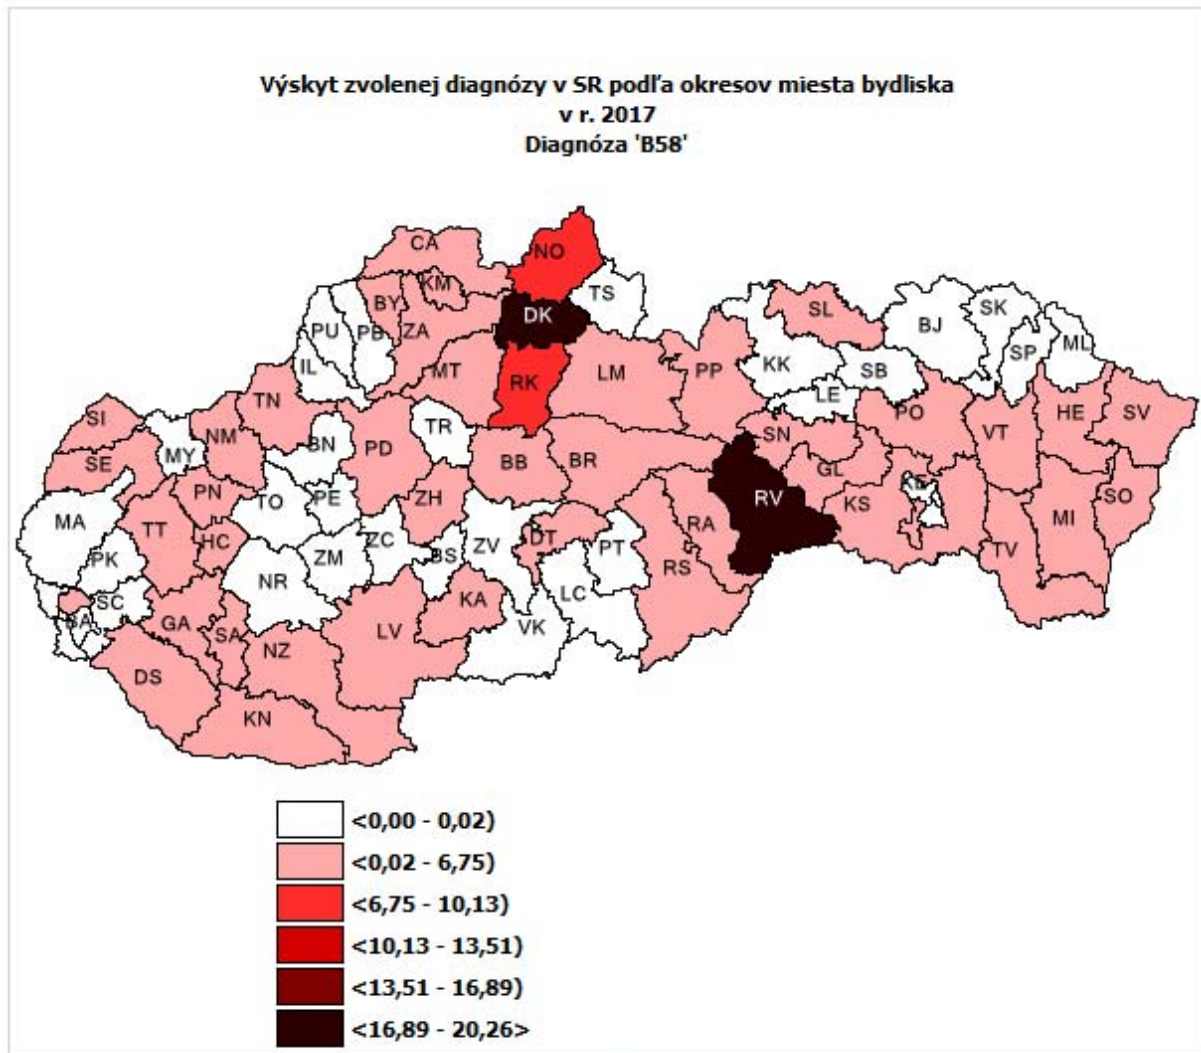 Výskyt zvolenej diagnózy v SR podľa okresov miesta bydliska
v r. 2017
Diagnóza 'B58'
CA
NO
KM
TS
BY
SL
SK
PU
PB
ZA
DK
BJ
ML
IL
SP
KK
MT
RK
LM
PP
SB
TN
LE
SI
TR
PO
HE
SV
NM
BN
PD
SN
VT
MY
SE
BB
BR
GL
PN
TO
PE
ZH
RV
KS
KE
SO
MA
TT
HC
ZC
DT
RA
MI
PK
ZM
BS
ZV
PT
TV
NR
RS
SC
KA
LC
BA
GA
SA
LV
VK
NZ
DS
KN
<0,00 - 0,02)
<0,02 - 6,75)
<6,75 - 10,13)
<10,13 - 13,51)
<13,51 - 16,89)
<16,89 - 20,26>